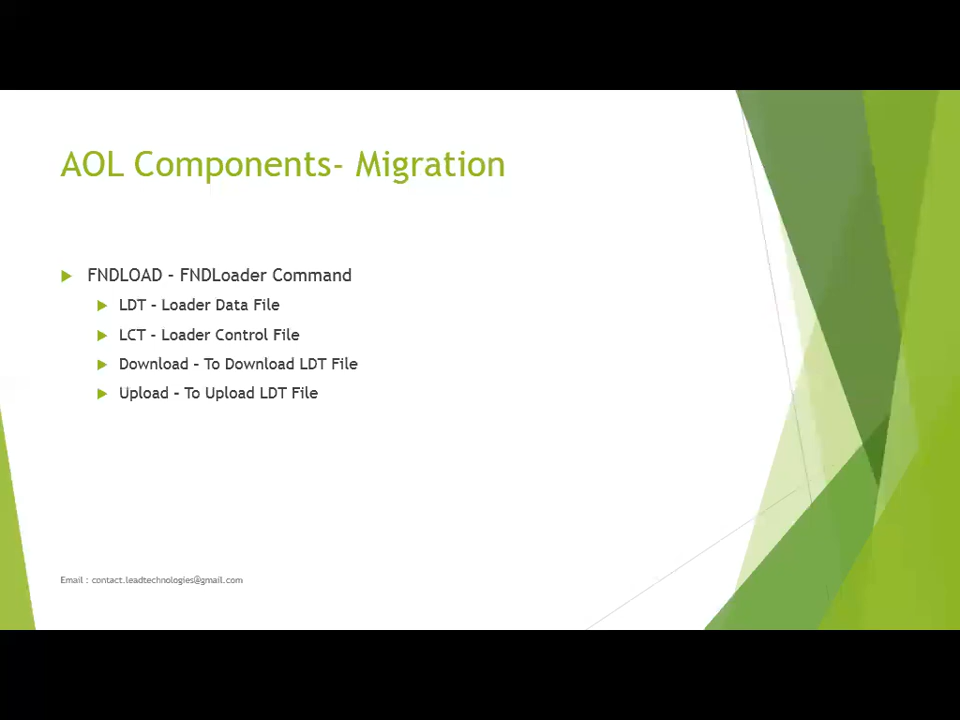 AOL Components- Migration
FNDLOAD - FNDLoader Command
LDT - Loader Data File
LCT - Loader Control File
Download - To Download LDT File
Upload - To Upload LDT File
Email : contact.leadtechnologies@gmail.com